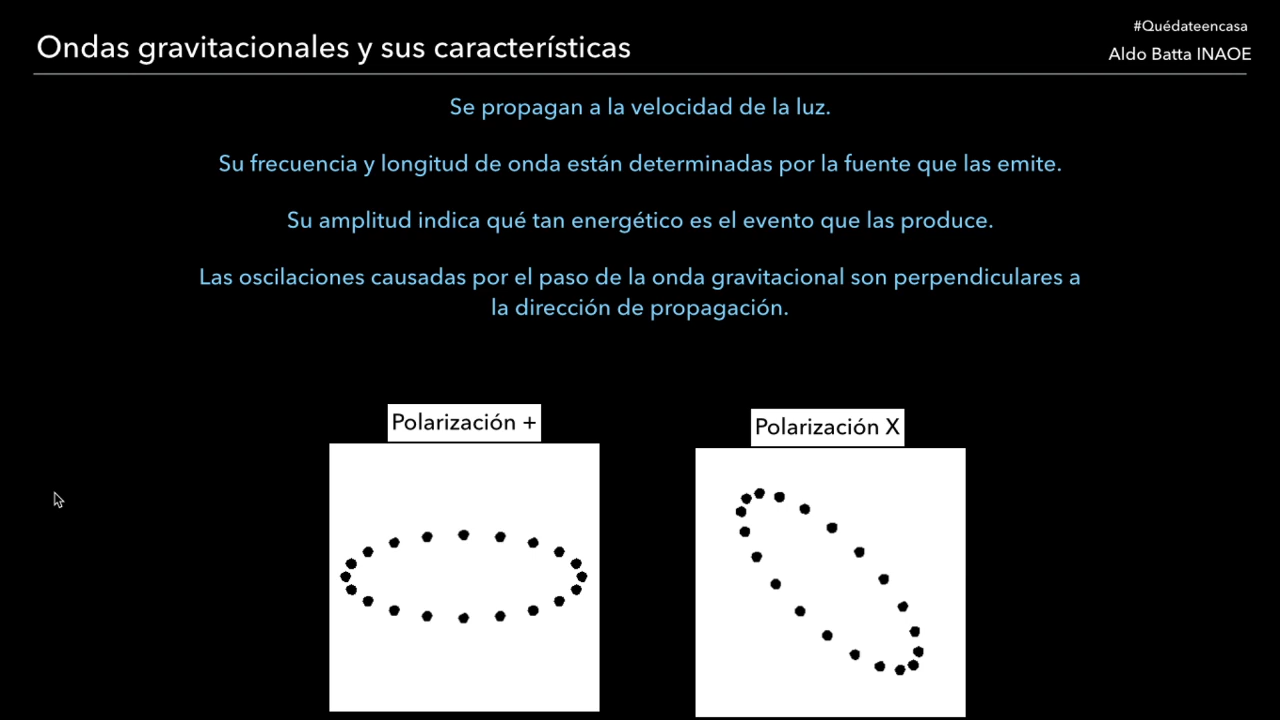 #Quédateencasa
Ondas gravitacionales y sus características
Aldo Batta INAOE
Se propagan a la velocidad de la luz.
Su frecuencia y longitud de onda están determinadas por la fuente que las emite.
Su amplitud indica qué tan energético es el evento que las produce.
Las oscilaciones causadas por el paso de la onda gravitacional son perpendiculares a
la dirección de propagación.
Polarización +
Polarización X